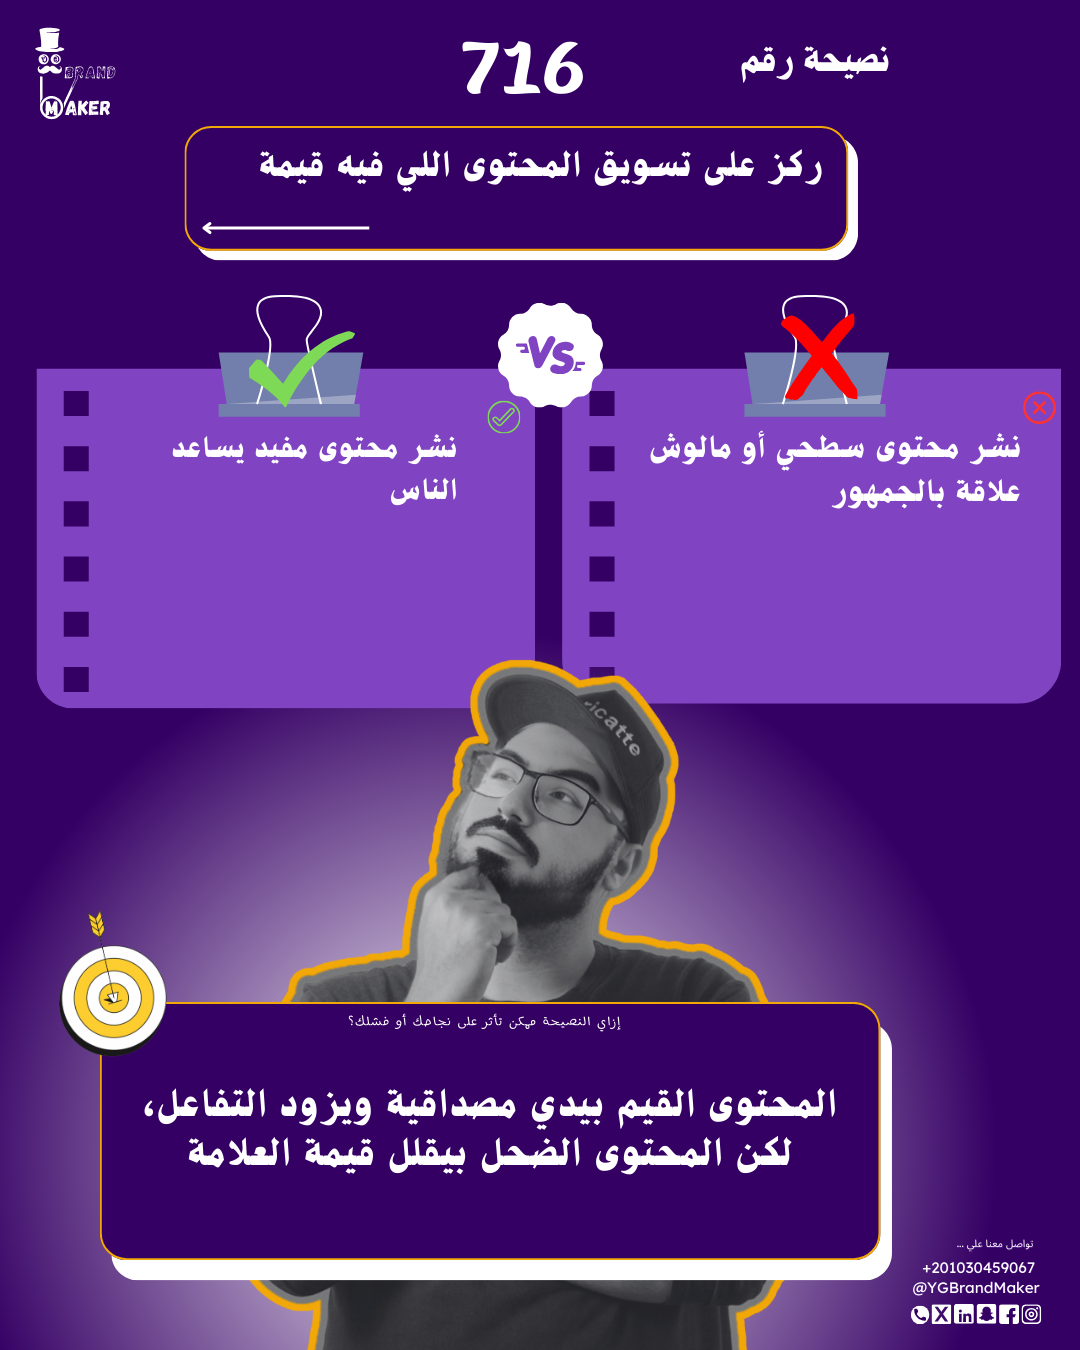 نصيحة رقم
716
BRAND
MAKER
ركز على تسويق المحتوى اللي فيه قيمة
VS
نشر محتوى سطحي أو مالوش
علاقة بالجمهور
نشر محتوى مفيد يساعد
الناس
icatte
إزاي النصيحة ممكن تأثر على نجاحك أو فشلك؟
المحتوى القيم بيدي مصداقية ويزود التفاعل،
لكن المحتوى الضحل بيقلل قيمة العلامة
تواصل معنا علي ...
+201030459067
@YGBrandMaker